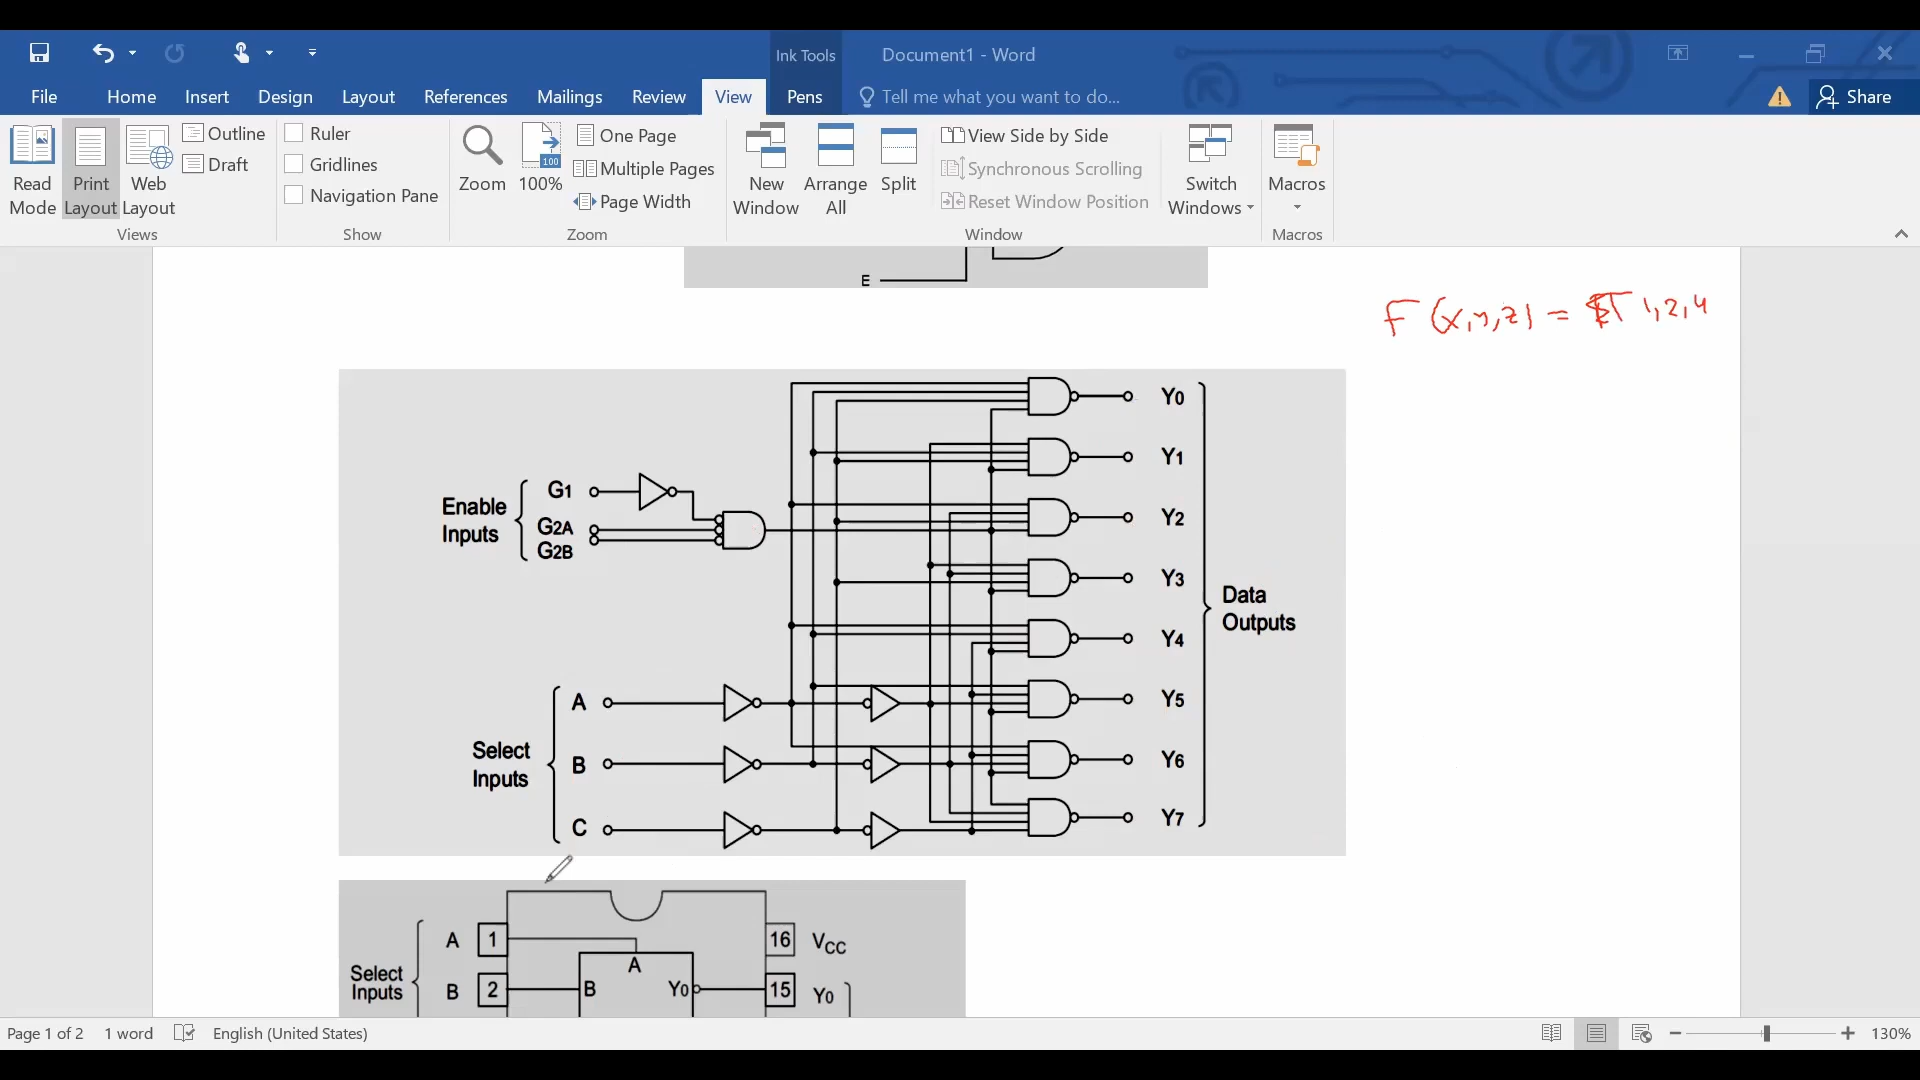 Ink Tools
Document1 - Word
File Home Insert Design Layout References Mailings Review View Pens Tell me what you want to do... Share
Read Mode
Print Layout
Web Layout
Outline
Draft
Views
Ruler
Gridlines
Navigation Pane
Show
Zoom
100
100%
One Page
Multiple Pages
Page Width
Zoom
New Window
Arrange All
Split
View Side by Side
Synchronous Scrolling
Reset Window Position
Window
Switch Windows
Macros
Macros
E
F (x,y,z) = π 1,2,4
Y0
Y1
Enable Inputs
G1
G2A
G2B
Y2
Y3
Data Outputs
Y4
Select Inputs
A
B
C
Y5
Y6
Y7
Select Inputs
A 1
B 2
A
B
Y0
16 VCC
15 Y0
Page 1 of 2 1 word English (United States) 130%